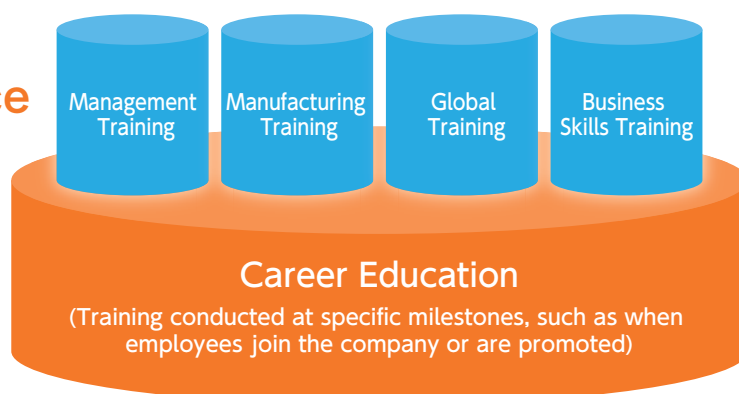 Management
Training
Manufacturing
Training
Global
Training
Business
Skills Training
Career Education
(Training conducted at specific milestones, such as when
employees join the company or are promoted)